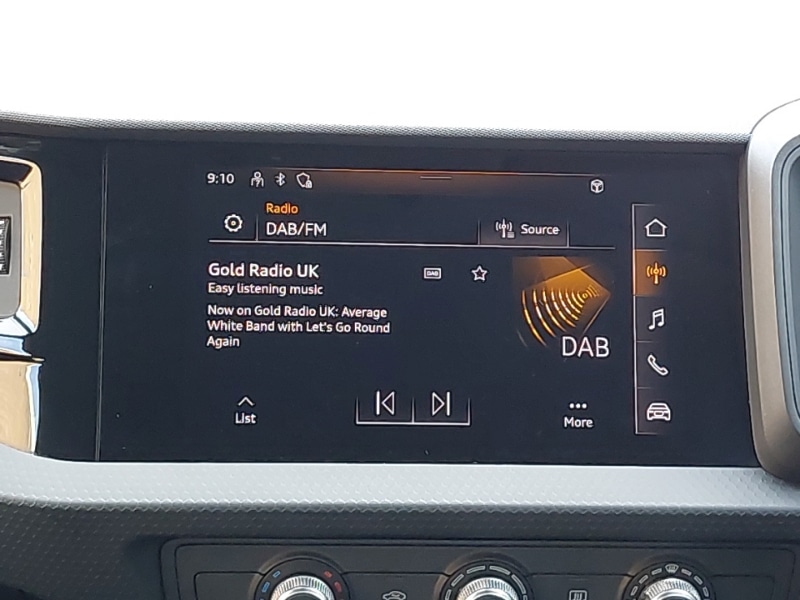 9:10
Radio
DAB/FM
Source
Gold Radio UK
DAB
Easy listening music
Now on Gold Radio UK: Average
White Band with Let's Go Round
Again
DAB
List
More